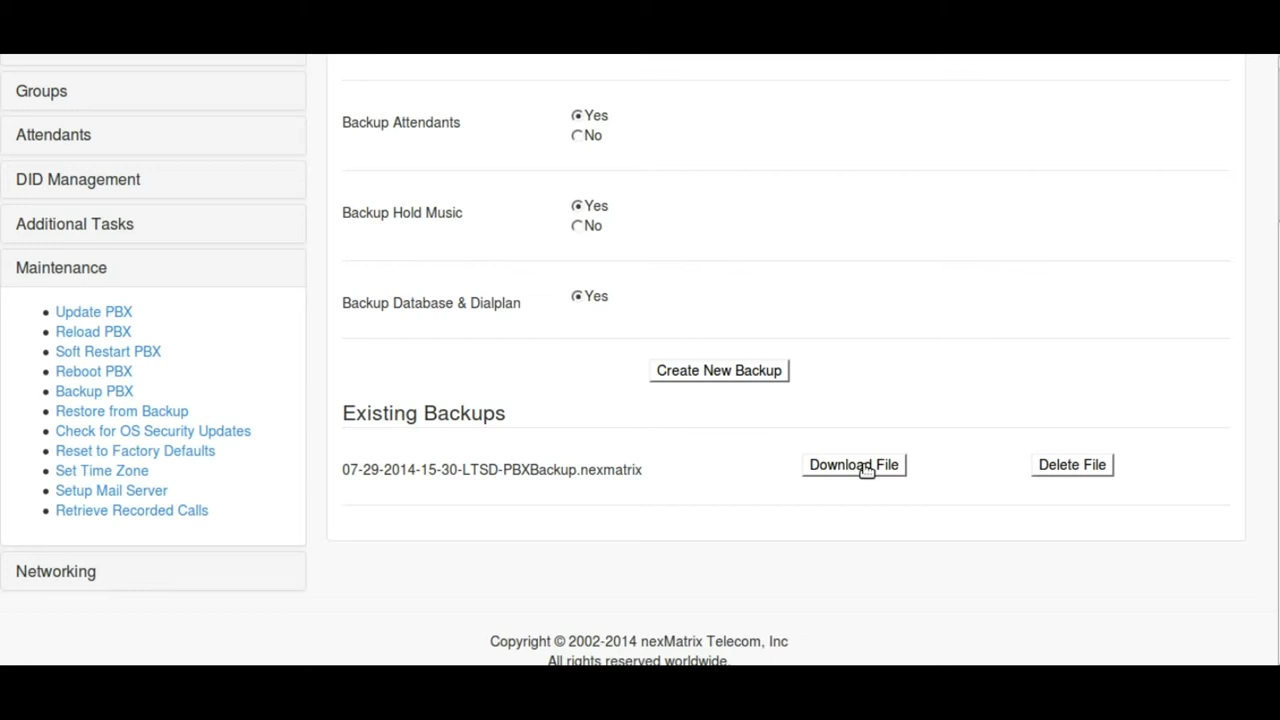 Groups
Attendants
DID Management
Additional Tasks
Maintenance
Update PBX
Reload PBX
Soft Restart PBX
Reboot PBX
Backup PBX
Restore from Backup
Check for OS Security Updates
Reset to Factory Defaults
Set Time Zone
Setup Mail Server
Retrieve Recorded Calls
Networking
Backup Attendants
Yes
No
Backup Hold Music
Yes
No
Backup Database & Dialplan
Yes
Create New Backup
Existing Backups
07-29-2014-15-30-LTSD-PBXBackup.nexmatrix Download File Delete File
Copyright © 2002-2014 nexMatrix Telecom, Inc
All rights reserved worldwide.